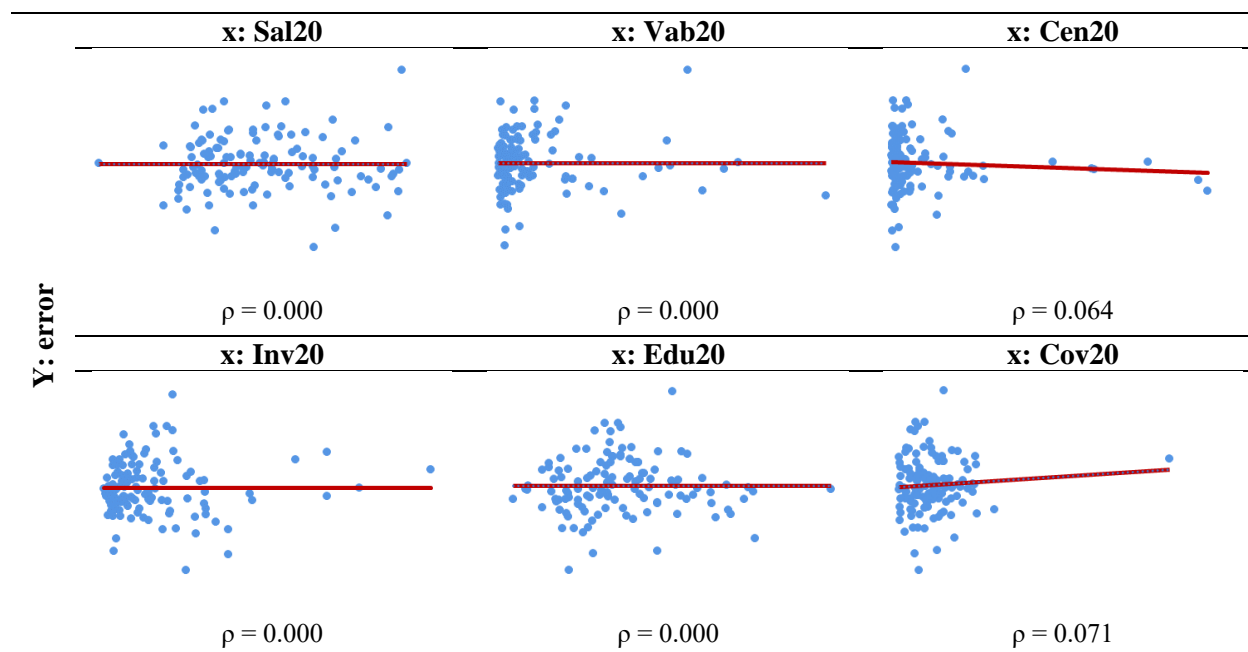 x: Sal20 x: Vab20 x: Cen20
Y: error
ρ = 0.000 ρ = 0.000 ρ = 0.064
x: Inv20 x: Edu20 x: Cov20
ρ = 0.000 ρ = 0.000 ρ = 0.071